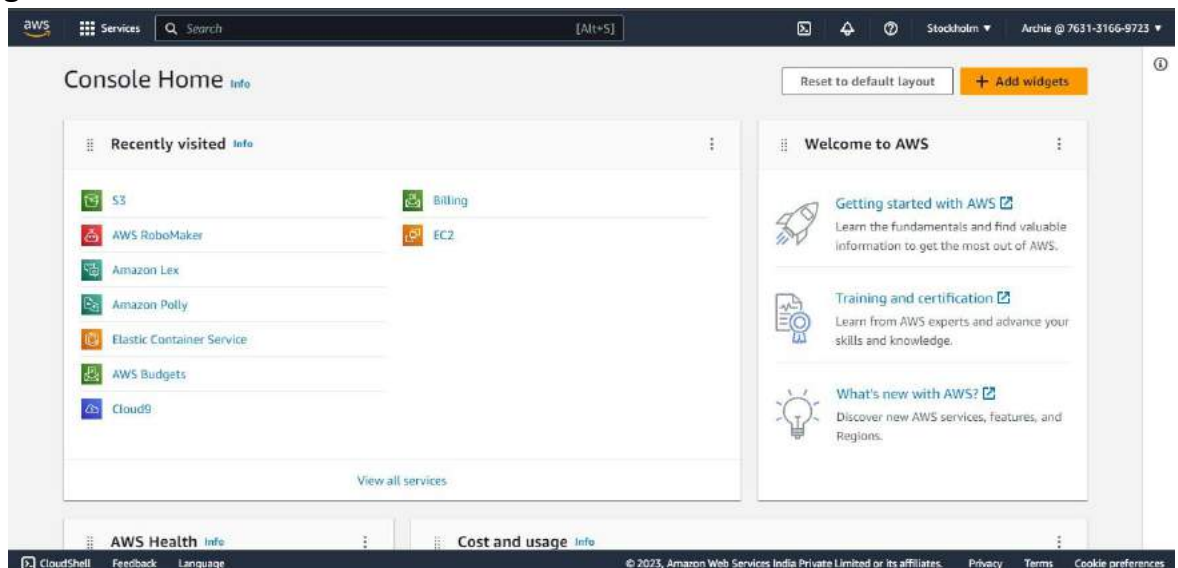 aws Services Search [Alt+S] Stockholm ▼ Archie @ 7631-3166-9723 ▼
Console Home Info
Reset to default layout
+ Add widgets
Recently visited Info
S3
AWS RoboMaker
Amazon Lex
Amazon Polly
Elastic Container Service
AWS Budgets
Cloud9
Billing
EC2
View all services
Welcome to AWS
Getting started with AWS
Learn the fundamentals and find valuable
information to get the most out of AWS.
Training and certification
Learn from AWS experts and advance your
skills and knowledge.
What's new with AWS?
Discover new AWS services, features, and
Regions.
AWS Health Info
Cost and usage Info
CloudShell Feedback Language © 2023, Amazon Web Services India Private Limited or its affiliates. Privacy Terms Cookie preferences